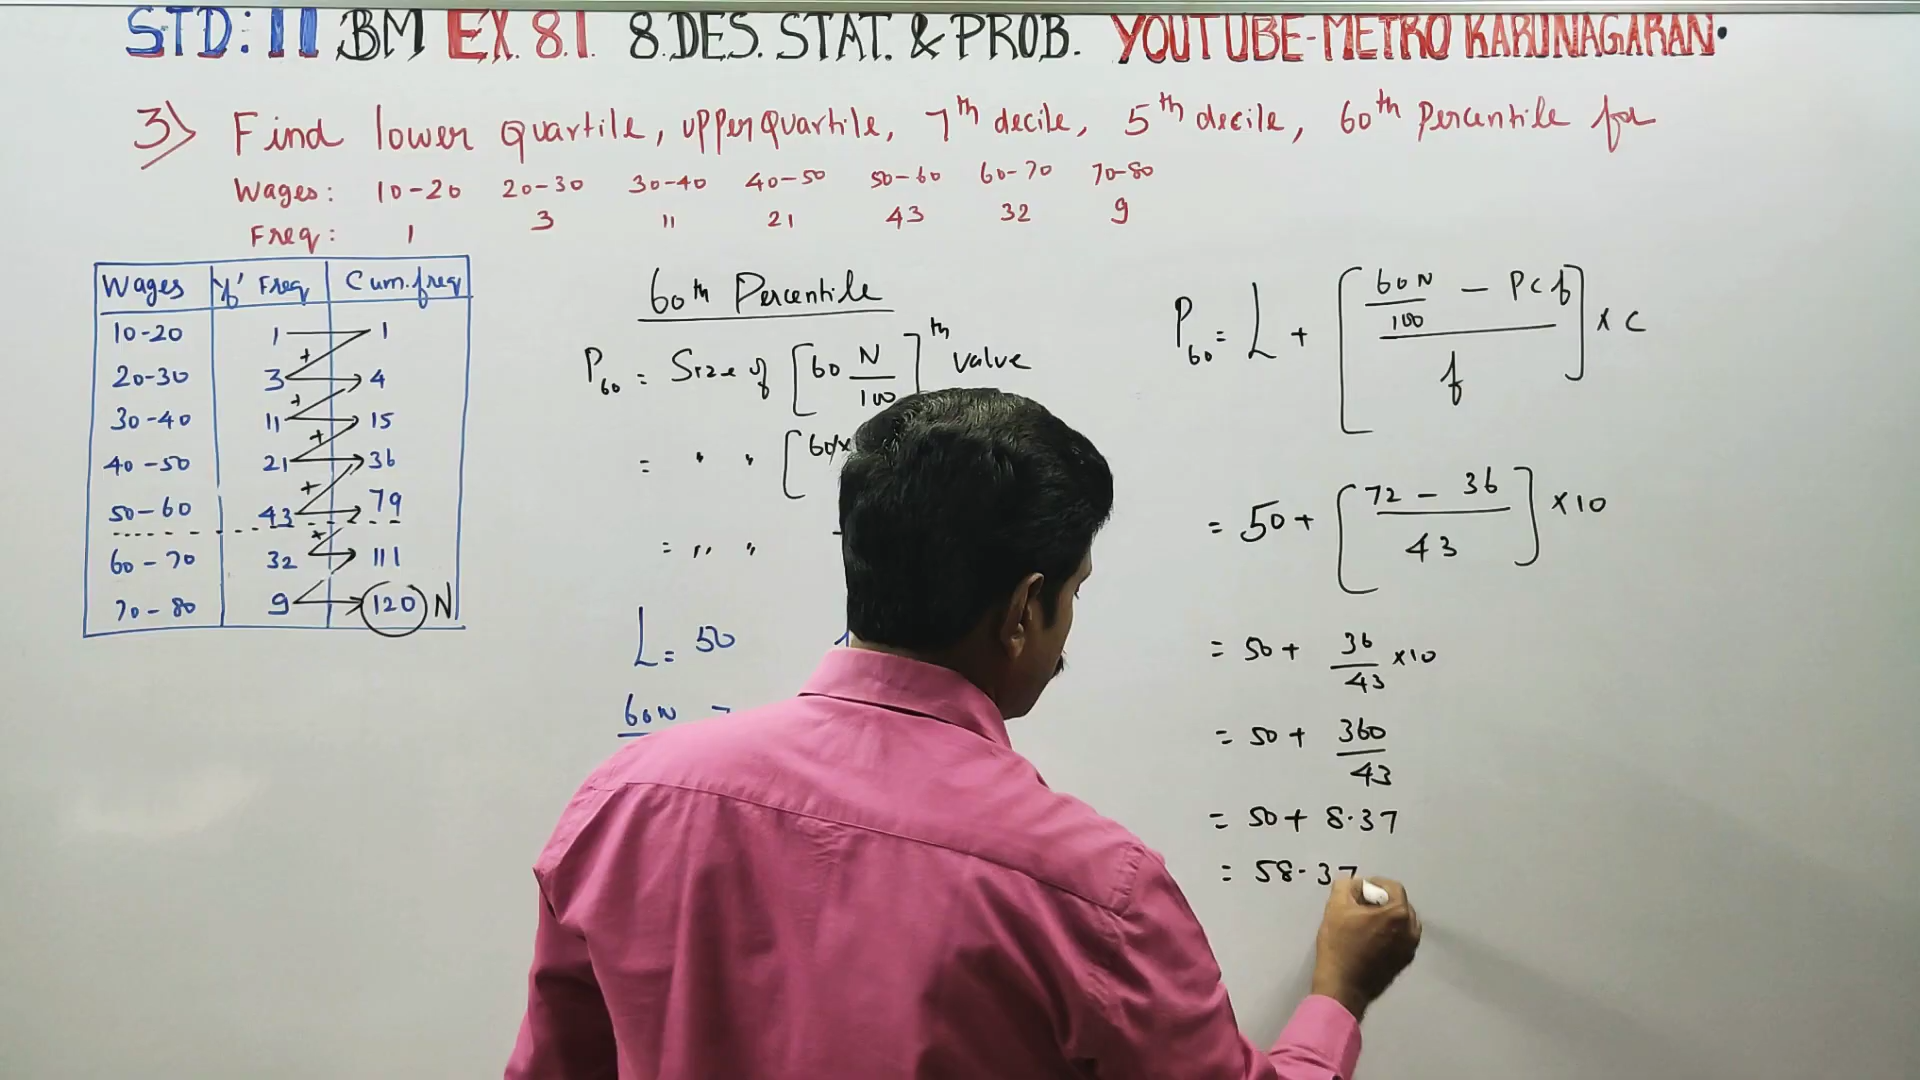 STD: 11 BM EX. 8.1. 8.DES. STAT. & PROB. YOUTUBE-METRO KARUNAGARAN.
3) Find lower quartile, upper quartile, 7th decile, 5th decile, 60th Percentile for
Wages: 10-20 20-30 30-40 40-50 50-60 60-70 70-80
Freq: 1 3 11 21 43 32 9
Wages 'f' Freq Cum.freq
10-20 1 1
20-30 3 + 4
30-40 11 + 15
40-50 21 + 36
50-60 43 + 79
60-70 32 + 111
70-80 9 120 N
60th Percentile
P60 = Size of [60 N/100]th value
= " " [60×
= " "
L = 50
60N =
P60 = L + [(60N/100 - Pcf)/f] × C
= 50 + [(72 - 36)/43] ×10
= 50 + 36/43 ×10
= 50 + 360/43
= 50 + 8.37
= 58.37